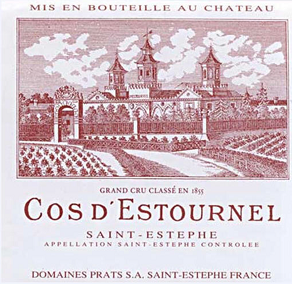 MIS EN BOUTEILLE AU CHATEAU
GRAND CRU CLASSÉ EN 1855
COS D'ESTOURNEL
SAINT-ESTEPHE
APPELLATION SAINT-ESTEPHE CONTROLEE
DOMAINES PRATS S.A. SAINT-ESTEPHE FRANCE